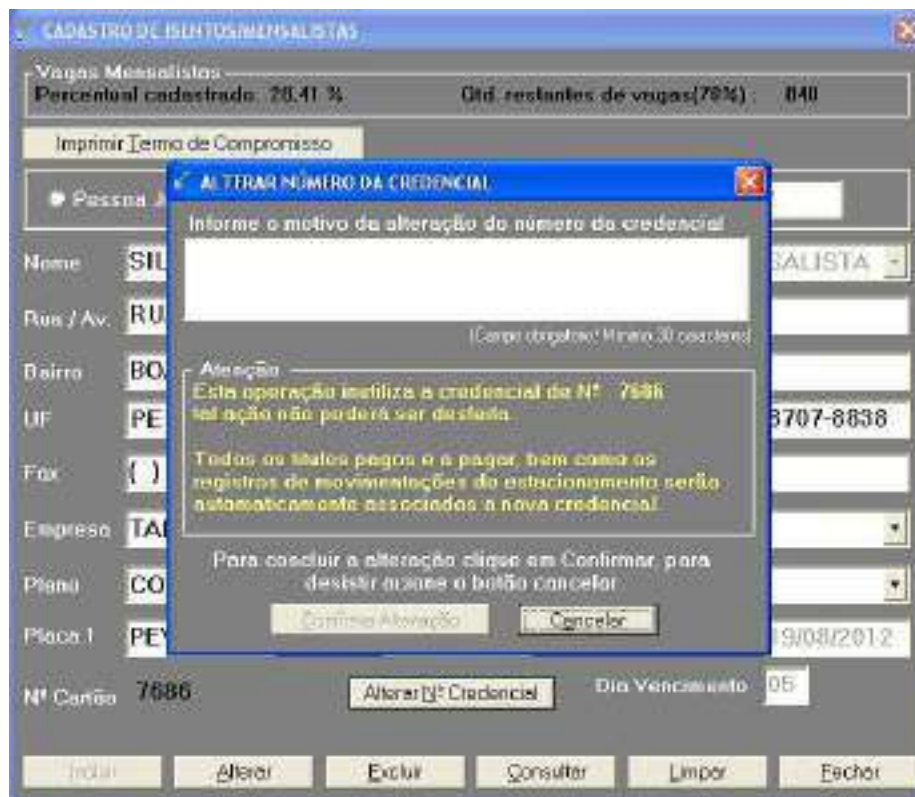 CADASTRO DE ISENTOS/MENSALISTAS
Vagas Mensalistas
Percentual cadastrado: 28,41 % Qtd. restantes de vagas(78%) : 840
Imprimir Termo de Compromisso
Pessoa J
ALTERAR NÚMERO DA CREDENCIAL
Informe o motivo da alteração do número da credencial
Nome SIL SALISTA
Rua / Av. RU
(Campo obrigatório! Mínimo 30 caracteres)
Bairro BO
Atenção
Esta operação inutiliza a credencial de Nº 7686
tal ação não poderá ser desfeita.
UF PE 8707-8838
Todos os títulos pagos e a pagar, bem como os
Fax ( )
registros de movimentações do estacionamento serão
automaticamente associados a nova credencial.
Empresa TA
Para concluir a alteração clique em Confirmar, para
desistir acione o botão cancelar
Plano CO
Confirmar Alteração Cancelar
Placa 1 PE 19/08/2012
Nº Cartão 7686 Alterar Nº Credencial Dia Vencimento 05
Incluir Alterar Excluir Consultar Limpar Fechar